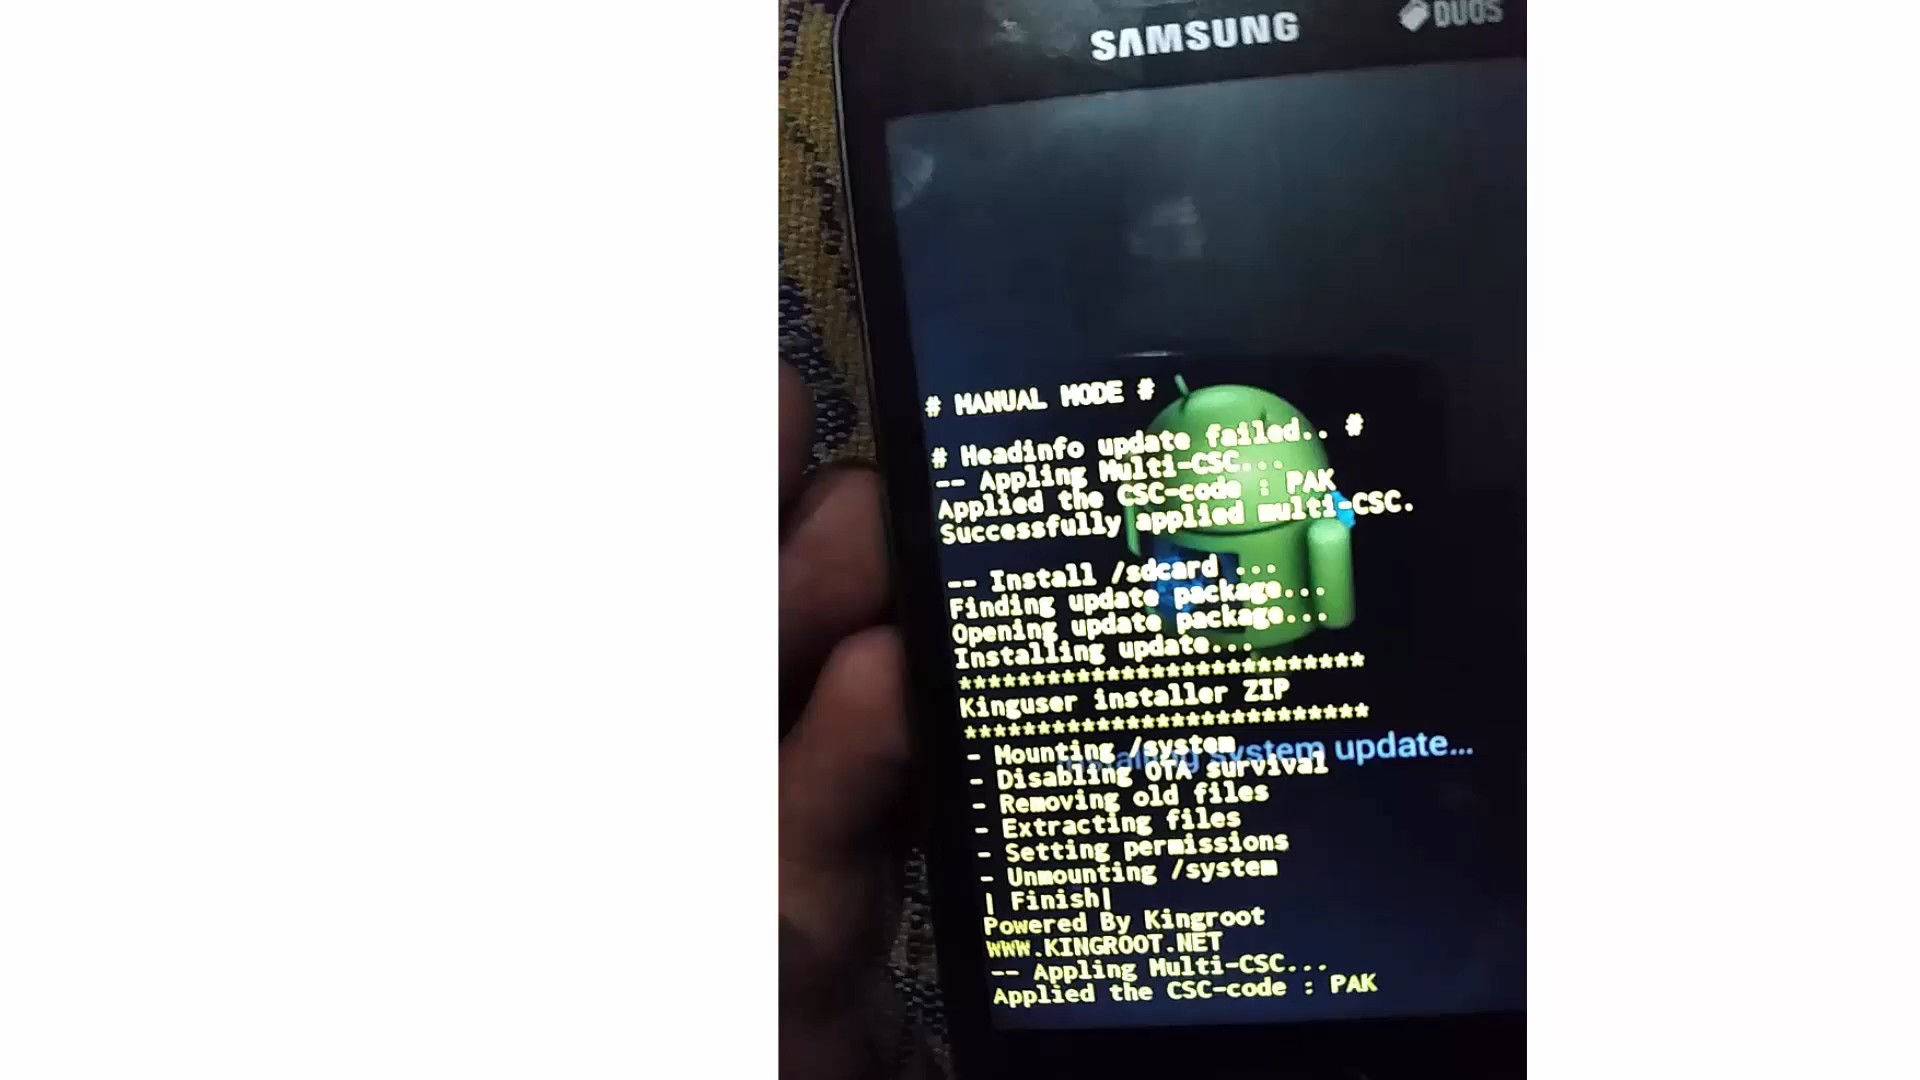 SAMSUNG
DUOS
# MANUAL MODE #
# Headinfo update failed.. #
-- Appling Multi-CSC...
Applied the CSC-code : PAK
Successfully applied multi-CSC.
-- Install /sdcard ...
Finding update package...
Opening update package...
Installing update...
***************************
Kinguser installer ZIP
***************************
- Mounting /system
system update...
- Disabling OTA survival
- Removing old files
- Extracting files
- Setting permissions
- Unmounting /system
| Finish|
Powered By Kingroot
WWW.KINGROOT.NET
-- Appling Multi-CSC...
Applied the CSC-code : PAK